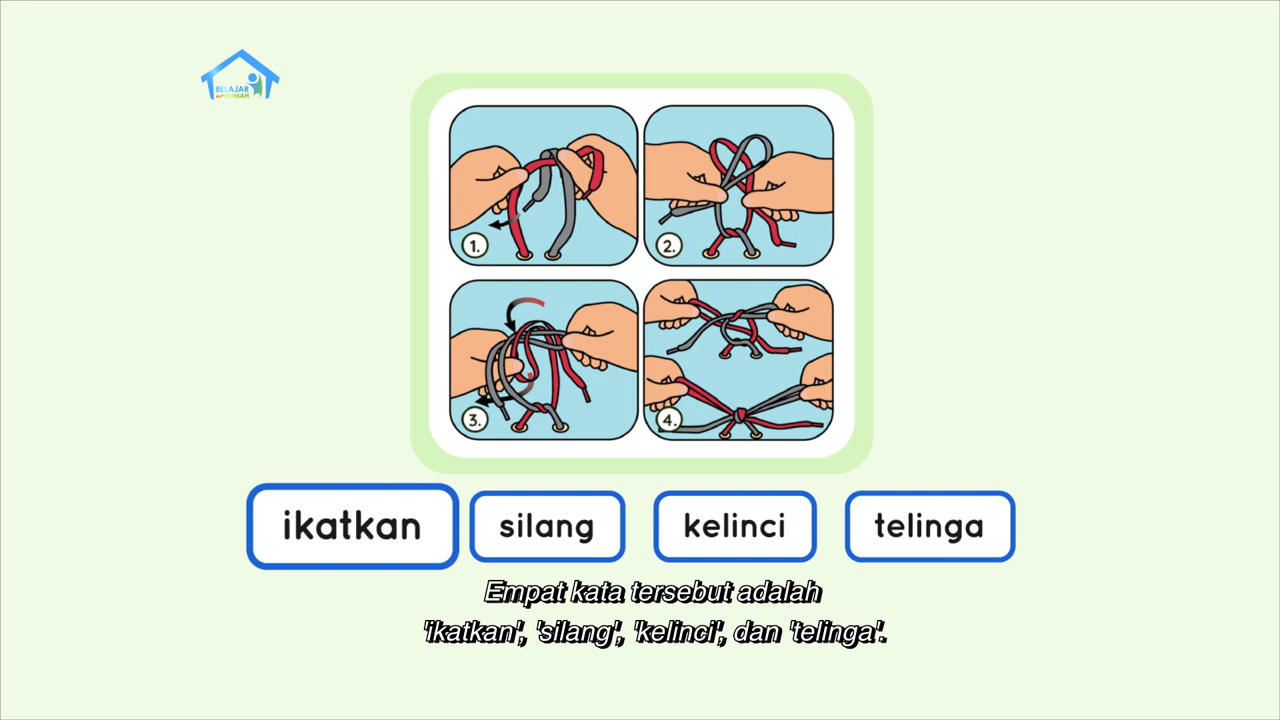 BELAJAR
dari RUMAH
1.
2.
3.
4.
ikatkan
silang
kelinci
telinga
Empat kata tersebut adalah
'ikatkan', 'silang', 'kelinci', dan 'telinga'.